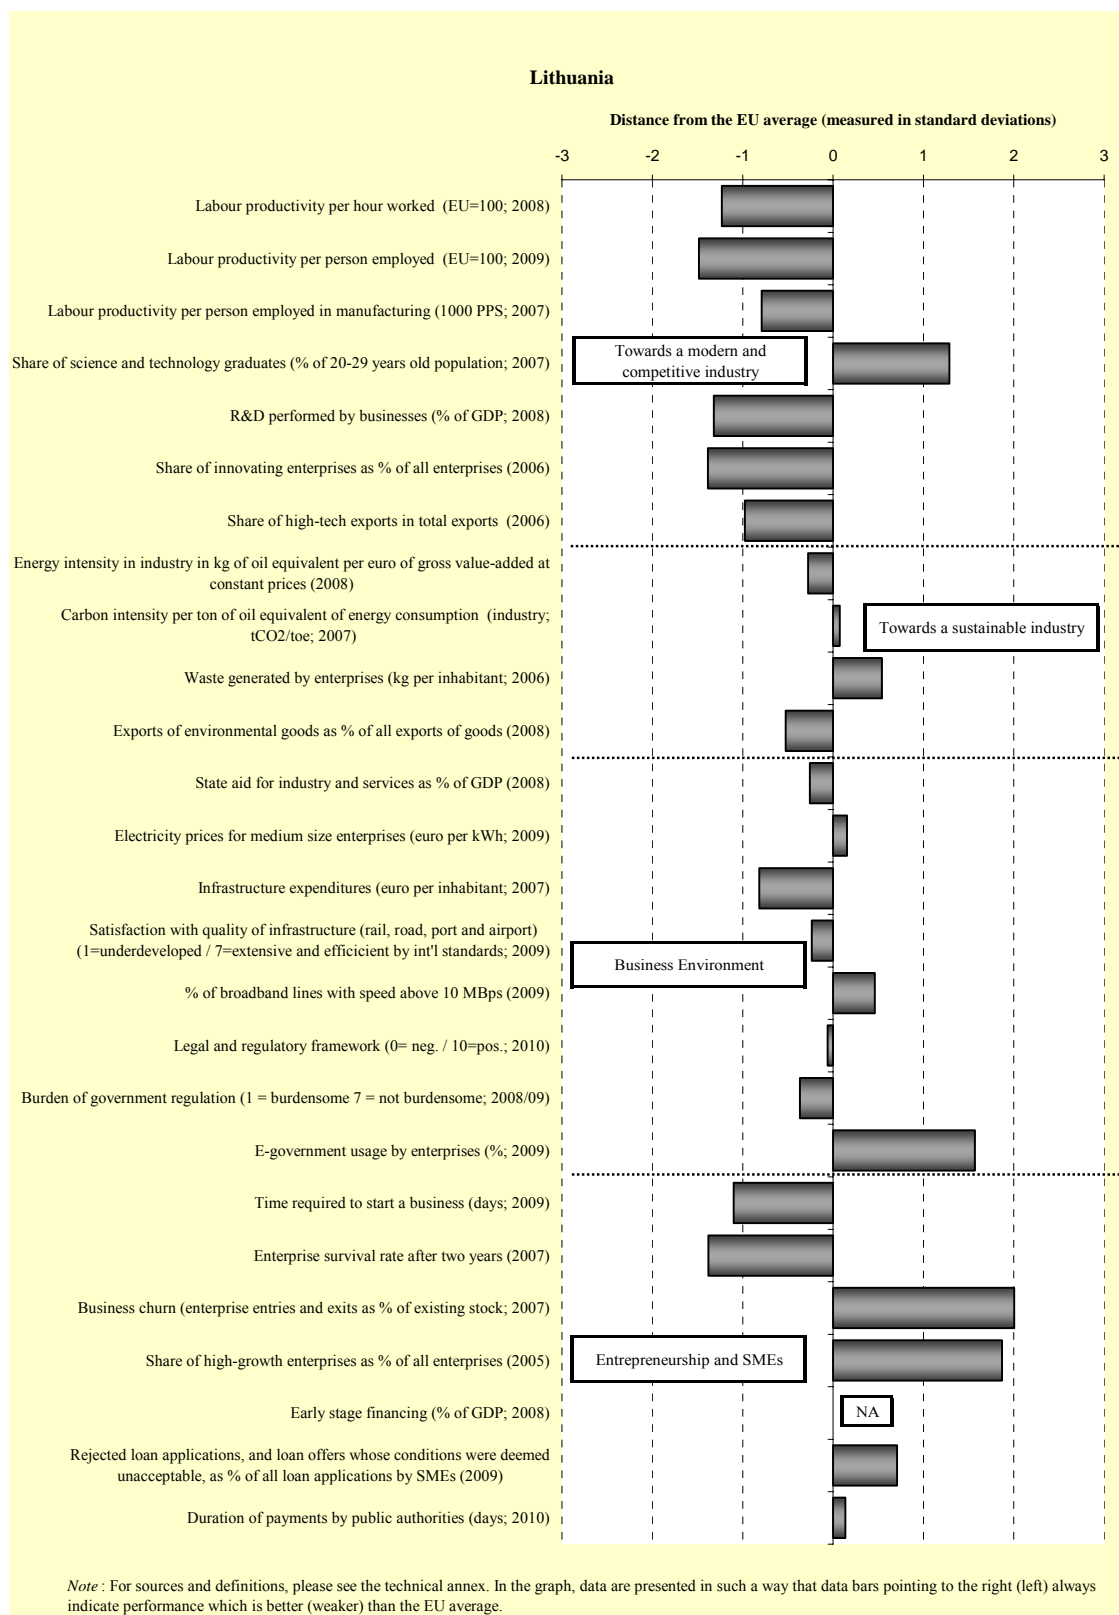 Lithuania
Distance from the EU average (measured in standard deviations)
-3 -2 -1 0 1 2 3
Labour productivity per hour worked (EU=100; 2008)
Labour productivity per person employed (EU=100; 2009)
Labour productivity per person employed in manufacturing (1000 PPS; 2007)
Share of science and technology graduates (% of 20-29 years old population; 2007)
Towards a modern and
competitive industry
R&D performed by businesses (% of GDP; 2008)
Share of innovating enterprises as % of all enterprises (2006)
Share of high-tech exports in total exports (2006)
Energy intensity in industry in kg of oil equivalent per euro of gross value-added at
constant prices (2008)
Carbon intensity per ton of oil equivalent of energy consumption (industry;
tCO2/toe; 2007)
Towards a sustainable industry
Waste generated by enterprises (kg per inhabitant; 2006)
Exports of environmental goods as % of all exports of goods (2008)
State aid for industry and services as % of GDP (2008)
Electricity prices for medium size enterprises (euro per kWh; 2009)
Infrastructure expenditures (euro per inhabitant; 2007)
Satisfaction with quality of infrastructure (rail, road, port and airport)
(1=underdeveloped / 7=extensive and efficicient by int'l standards; 2009)
Business Environment
% of broadband lines with speed above 10 MBps (2009)
Legal and regulatory framework (0= neg. / 10=pos.; 2010)
Burden of government regulation (1 = burdensome 7 = not burdensome; 2008/09)
E-government usage by enterprises (%; 2009)
Time required to start a business (days; 2009)
Enterprise survival rate after two years (2007)
Business churn (enterprise entries and exits as % of existing stock; 2007)
Share of high-growth enterprises as % of all enterprises (2005)
Entrepreneurship and SMEs
Early stage financing (% of GDP; 2008)
NA
Rejected loan applications, and loan offers whose conditions were deemed
unacceptable, as % of all loan applications by SMEs (2009)
Duration of payments by public authorities (days; 2010)
Note : For sources and definitions, please see the technical annex. In the graph, data are presented in such a way that data bars pointing to the right (left) always
indicate performance which is better (weaker) than the EU average.